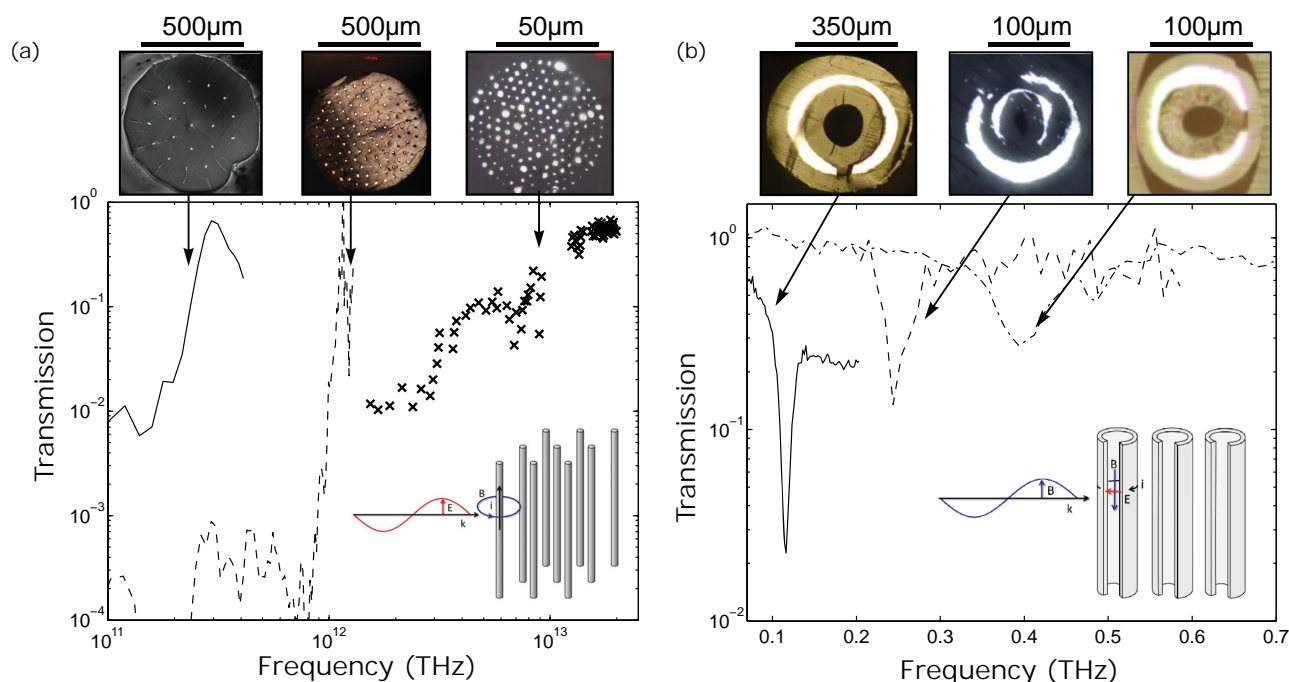 500μm 500μm 50μm
(a)
10^0
10^-1
10^-2
10^-3
10^-4
Transmission
10^11 10^12 10^13
Frequency (THz)
B
i
E
k
350μm 100μm 100μm
(b)
10^0
10^-1
10^-2
Transmission
0.1 0.2 0.3 0.4 0.5 0.6 0.7
Frequency (THz)
B
k
B
i
E